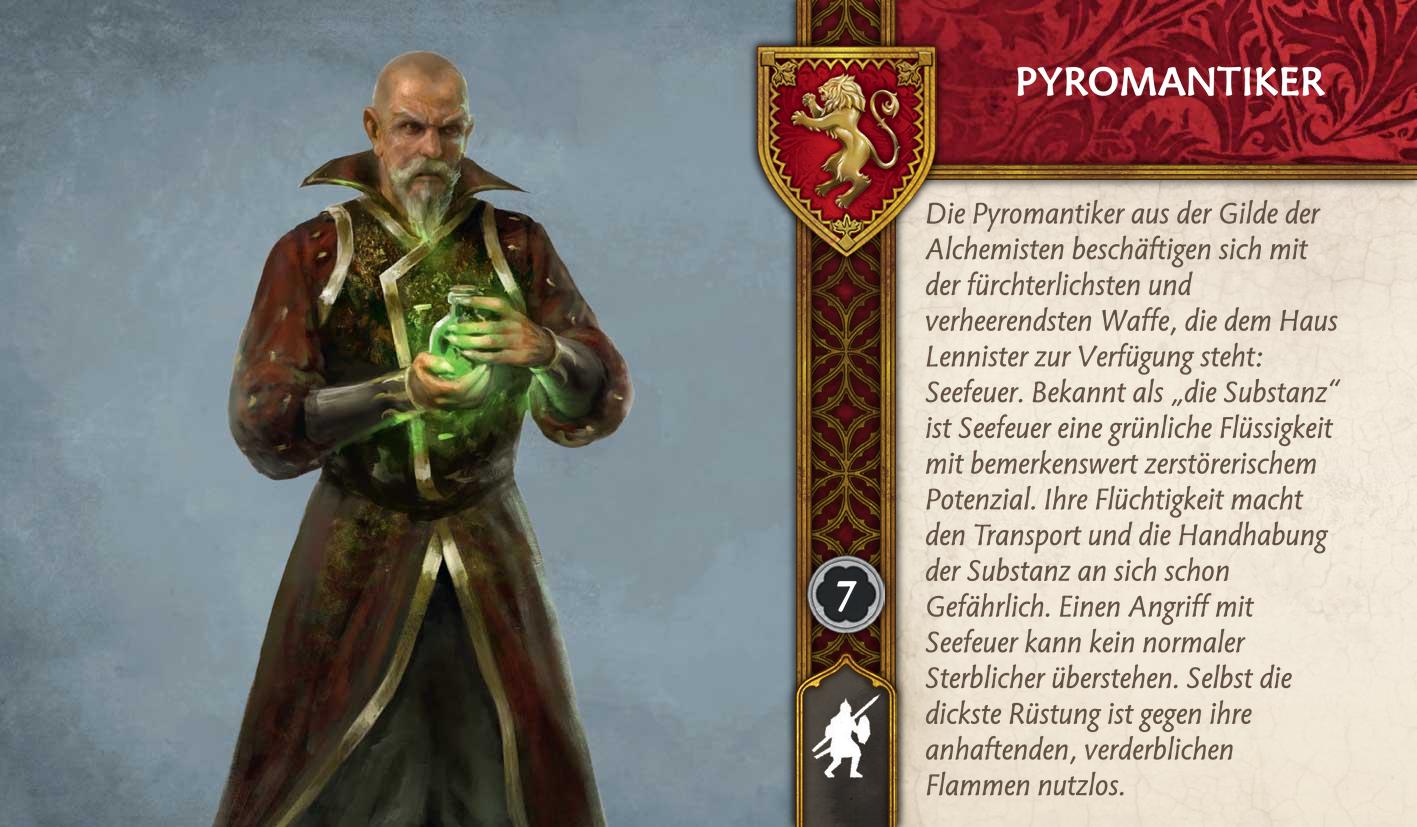 PYROMANTIKER
Die Pyromantiker aus der Gilde der
Alchemisten beschäftigen sich mit
der fürchterlichsten und
verheerendsten Waffe, die dem Haus
Lennister zur Verfügung steht:
Seefeuer. Bekannt als „die Substanz“
ist Seefeuer eine grünliche Flüssigkeit
mit bemerkenswert zerstörerischem
Potenzial. Ihre Flüchtigkeit macht
den Transport und die Handhabung
der Substanz an sich schon
Gefährlich. Einen Angriff mit
Seefeuer kann kein normaler
Sterblicher überstehen. Selbst die
dickste Rüstung ist gegen ihre
anhaftenden, verderblichen
Flammen nutzlos.
7